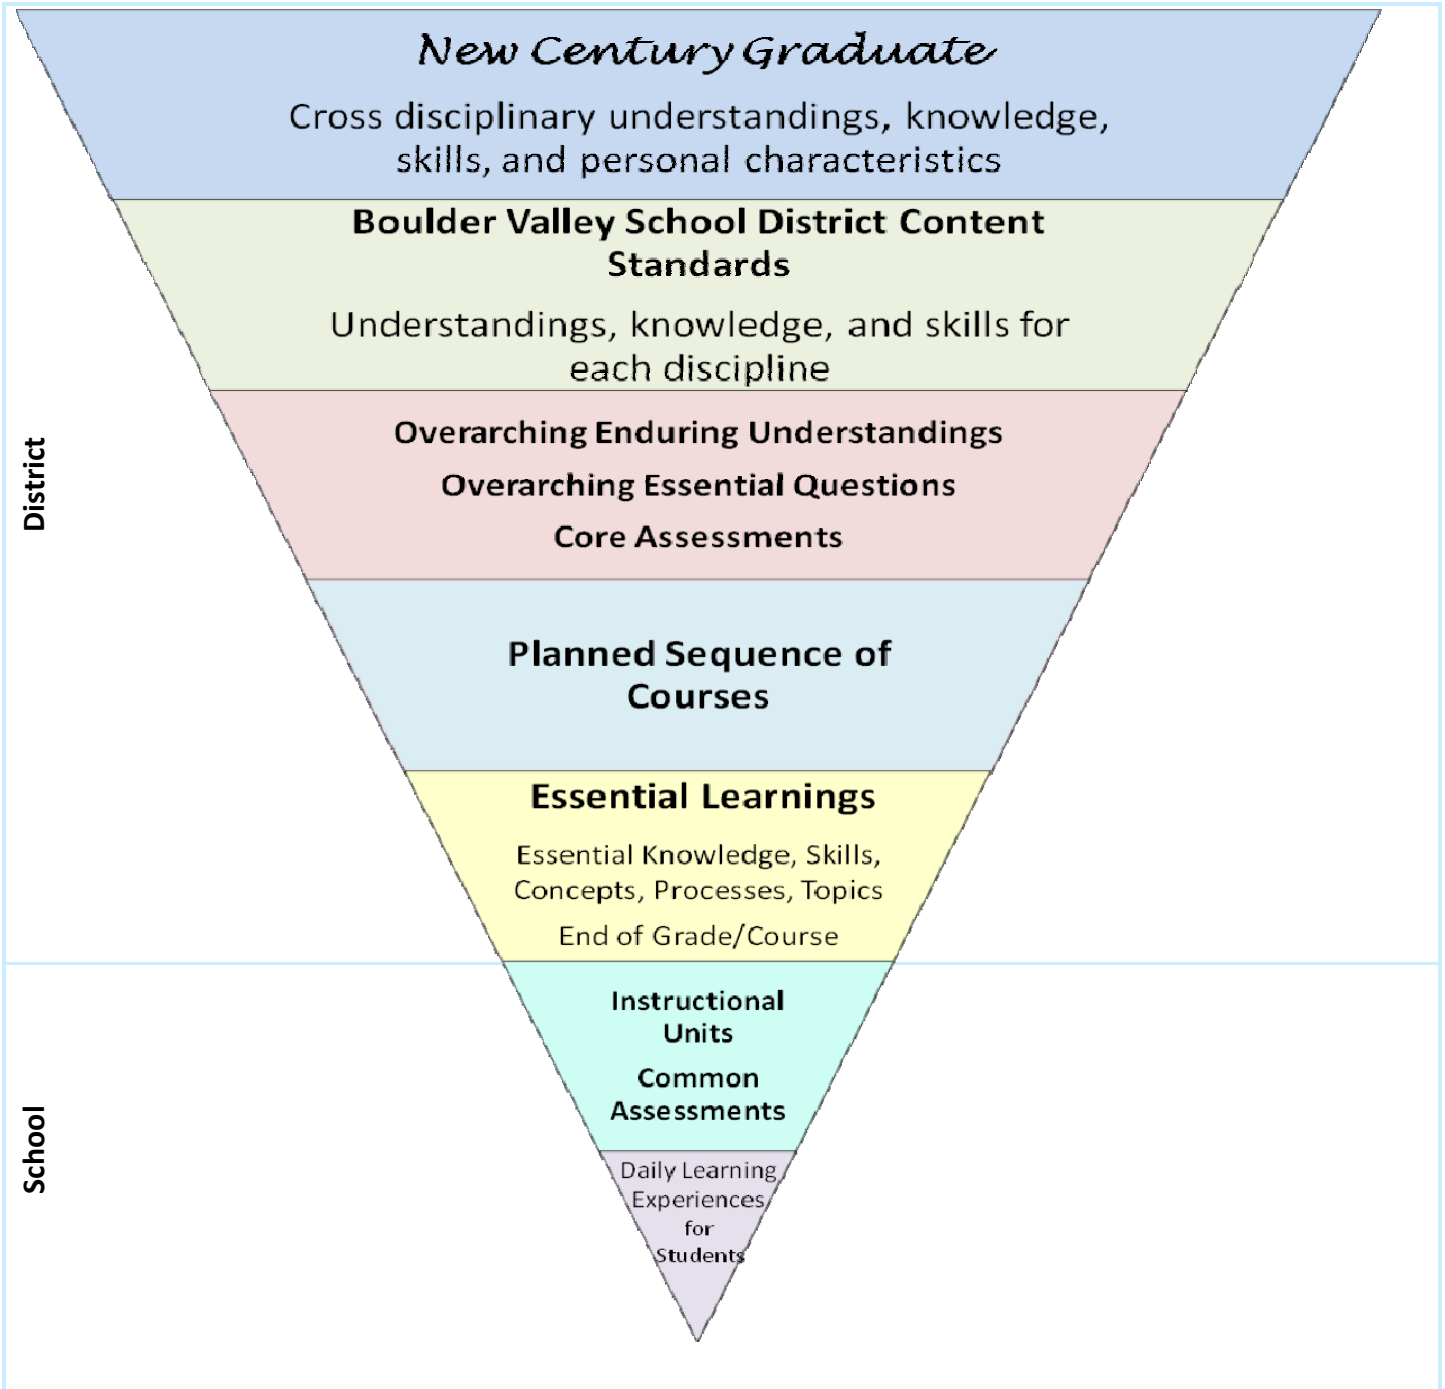 New Century Graduate
Cross disciplinary understandings, knowledge,
skills, and personal characteristics
Boulder Valley School District Content
Standards
Understandings, knowledge, and skills for
each discipline
District
Overarching Enduring Understandings
Overarching Essential Questions
Core Assessments
Planned Sequence of
Courses
Essential Learnings
Essential Knowledge, Skills,
Concepts, Processes, Topics
End of Grade/Course
School
Instructional
Units
Common
Assessments
Daily Learning
Experiences
for
Students